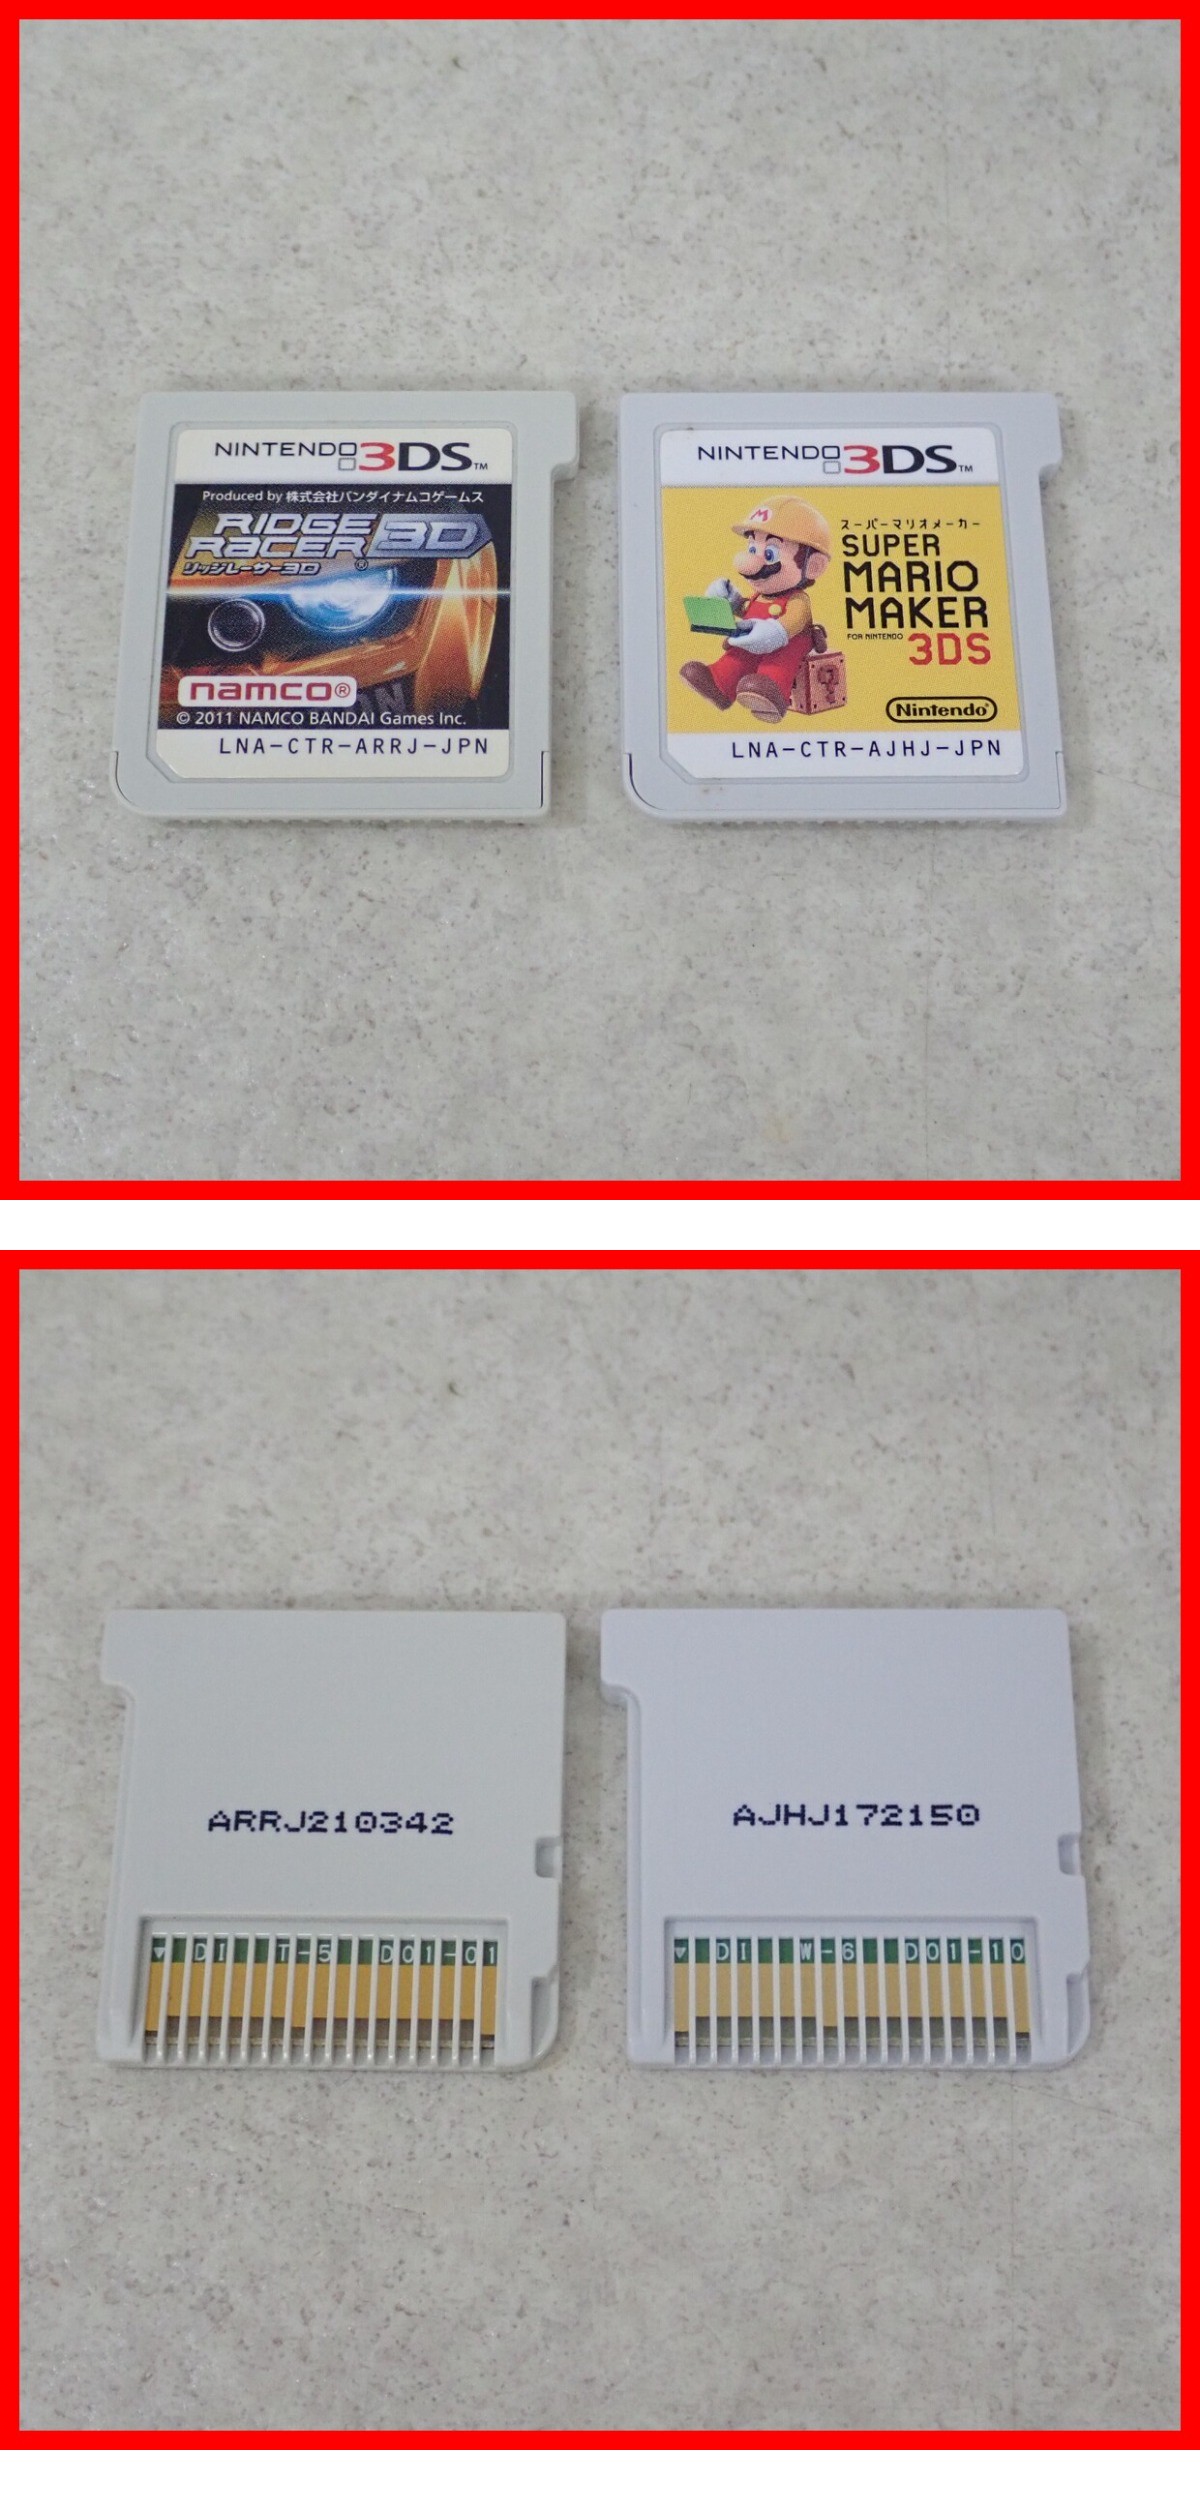 NINTENDO 3DS™
Produced by 株式会社バンダイナムコゲームス
RIDGE
RACER 3D
®
リッジレーサー3D
namco®
© 2011 NAMCO BANDAI Games Inc.
LNA-CTR-ARRJ-JPN
NINTENDO 3DS™
スーパーマリオメーカー
SUPER
MARIO
MAKER
FOR NINTENDO
3DS
M
?
Nintendo®
LNA-CTR-AJHJ-JPN
ARRJ210342
DI T-5 D01-01
AJHJ172150
DI W-6 D01-10